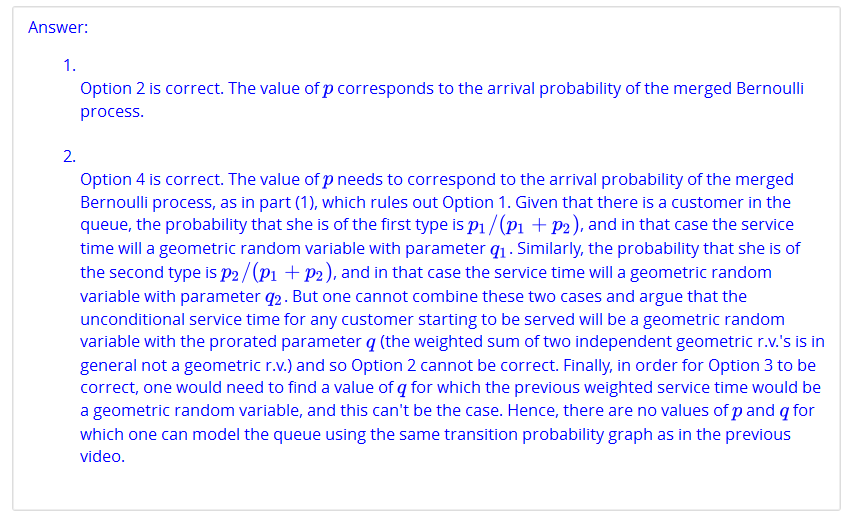 Answer:
1.
Option 2 is correct. The value of p corresponds to the arrival probability of the merged Bernoulli
process.
2.
Option 4 is correct. The value of p needs to correspond to the arrival probability of the merged
Bernoulli process, as in part (1), which rules out Option 1. Given that there is a customer in the
queue, the probability that she is of the first type is p₁/(p₁ + p₂), and in that case the service
time will a geometric random variable with parameter q₁. Similarly, the probability that she is of
the second type is p₂/(p₁ + p₂), and in that case the service time will a geometric random
variable with parameter q₂. But one cannot combine these two cases and argue that the
unconditional service time for any customer starting to be served will be a geometric random
variable with the prorated parameter q (the weighted sum of two independent geometric r.v.'s is in
general not a geometric r.v.) and so Option 2 cannot be correct. Finally, in order for Option 3 to be
correct, one would need to find a value of q for which the previous weighted service time would be
a geometric random variable, and this can't be the case. Hence, there are no values of p and q for
which one can model the queue using the same transition probability graph as in the previous
video.